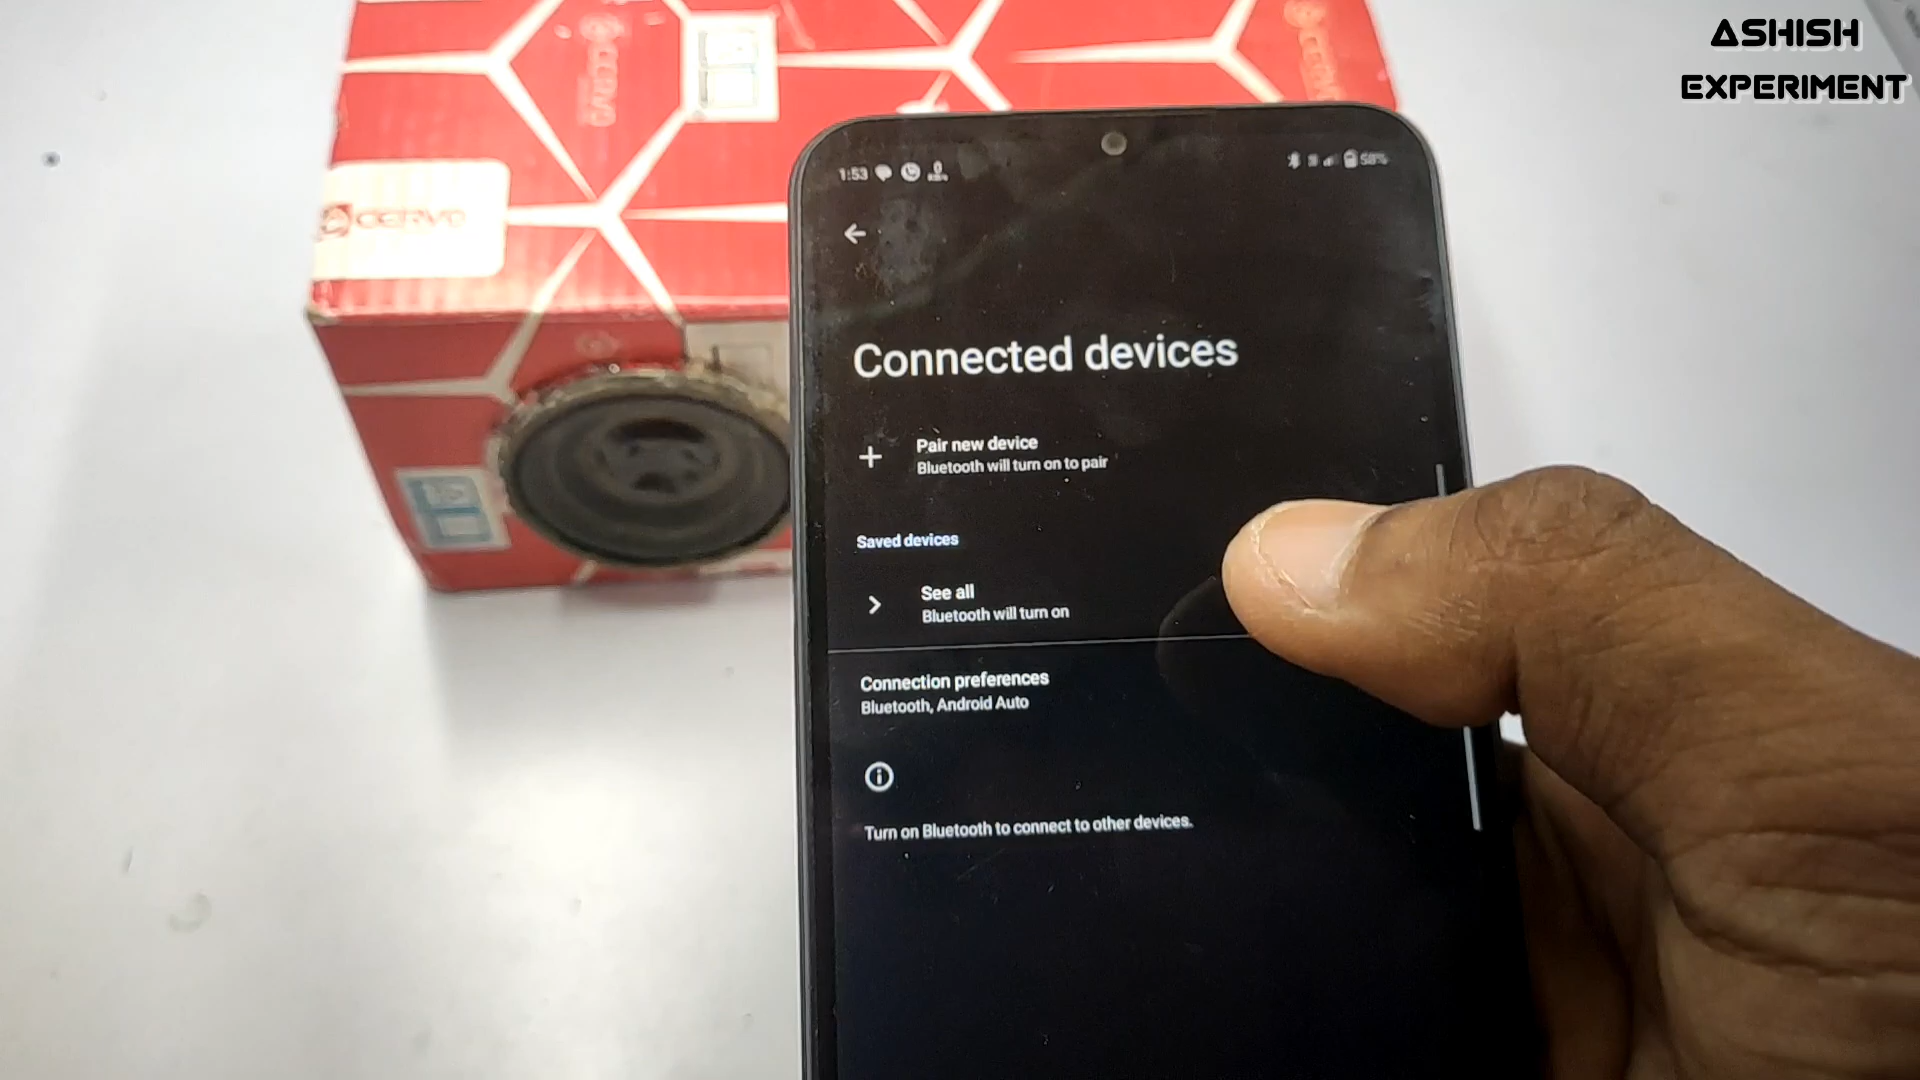 ASHISH
EXPERIMENT
1:53
58%
Connected devices
Pair new device
Bluetooth will turn on to pair
Saved devices
See all
Bluetooth will turn on
Connection preferences
Bluetooth, Android Auto
Turn on Bluetooth to connect to other devices.